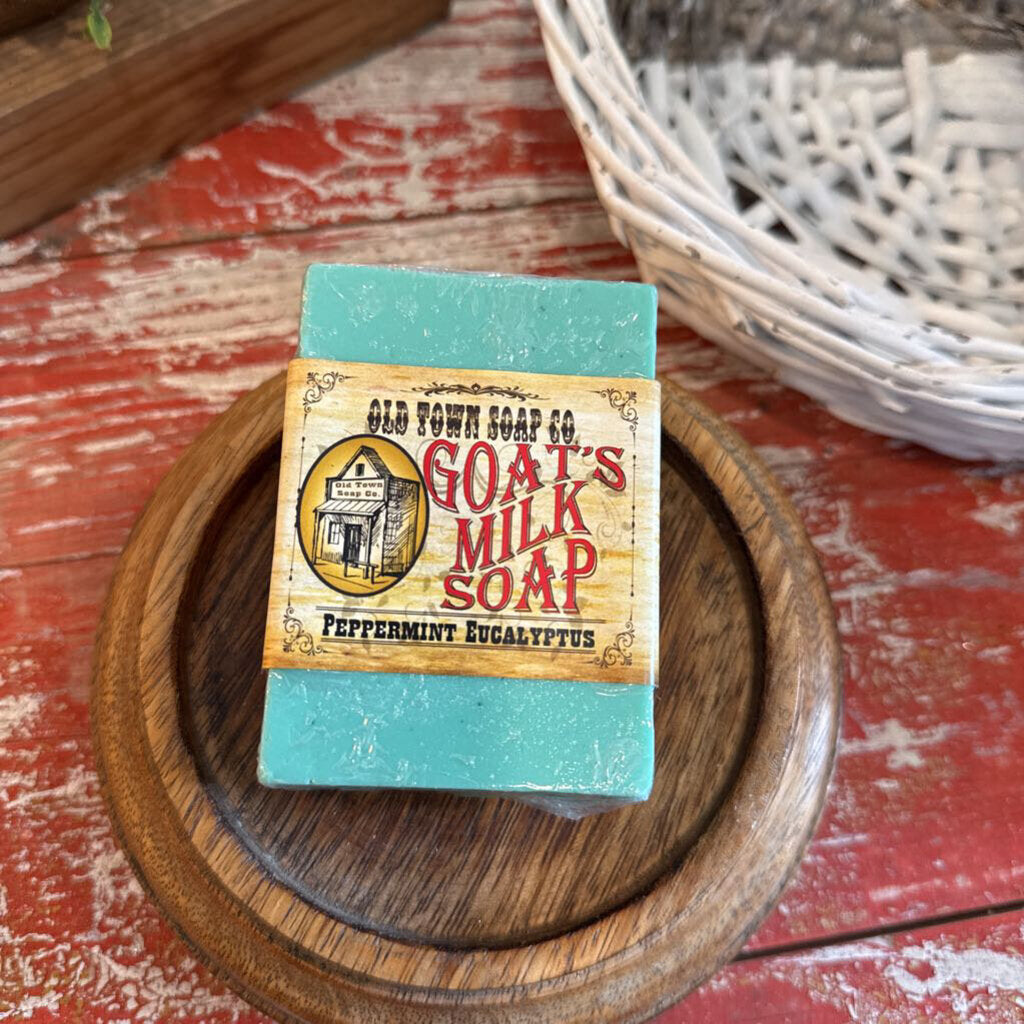 OLD TOWN SOAP CO
Old Town
Soap Co.
GOAT'S
MILK
SOAP
PEPPERMINT EUCALYPTUS